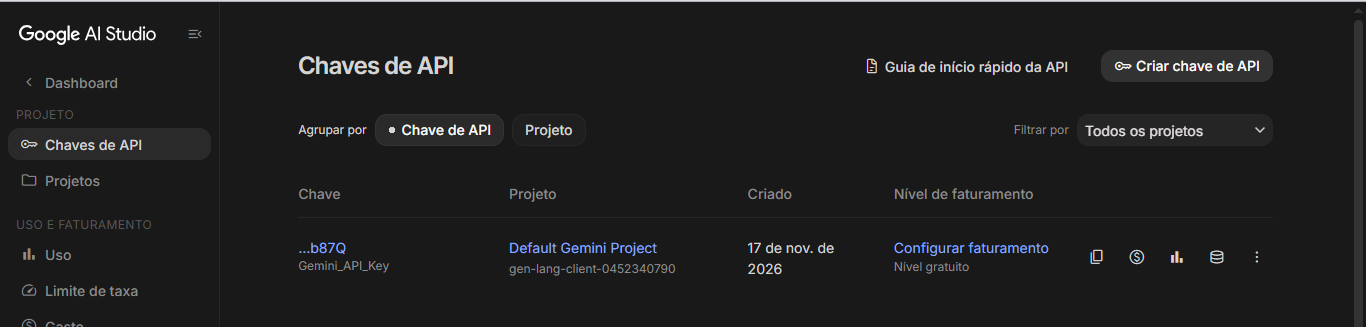 Google AI Studio
Dashboard
PROJETO
Chaves de API
Projetos
USO E FATURAMENTO
Uso
Limite de taxa
Gasto
Chaves de API
Guia de início rápido da API
Criar chave de API
Agrupar por
Chave de API
Projeto
Filtrar por
Todos os projetos
Chave
Projeto
Criado
Nível de faturamento
...b87Q
Gemini_API_Key
Default Gemini Project
gen-lang-client-0452340790
17 de nov. de
2026
Configurar faturamento
Nível gratuito